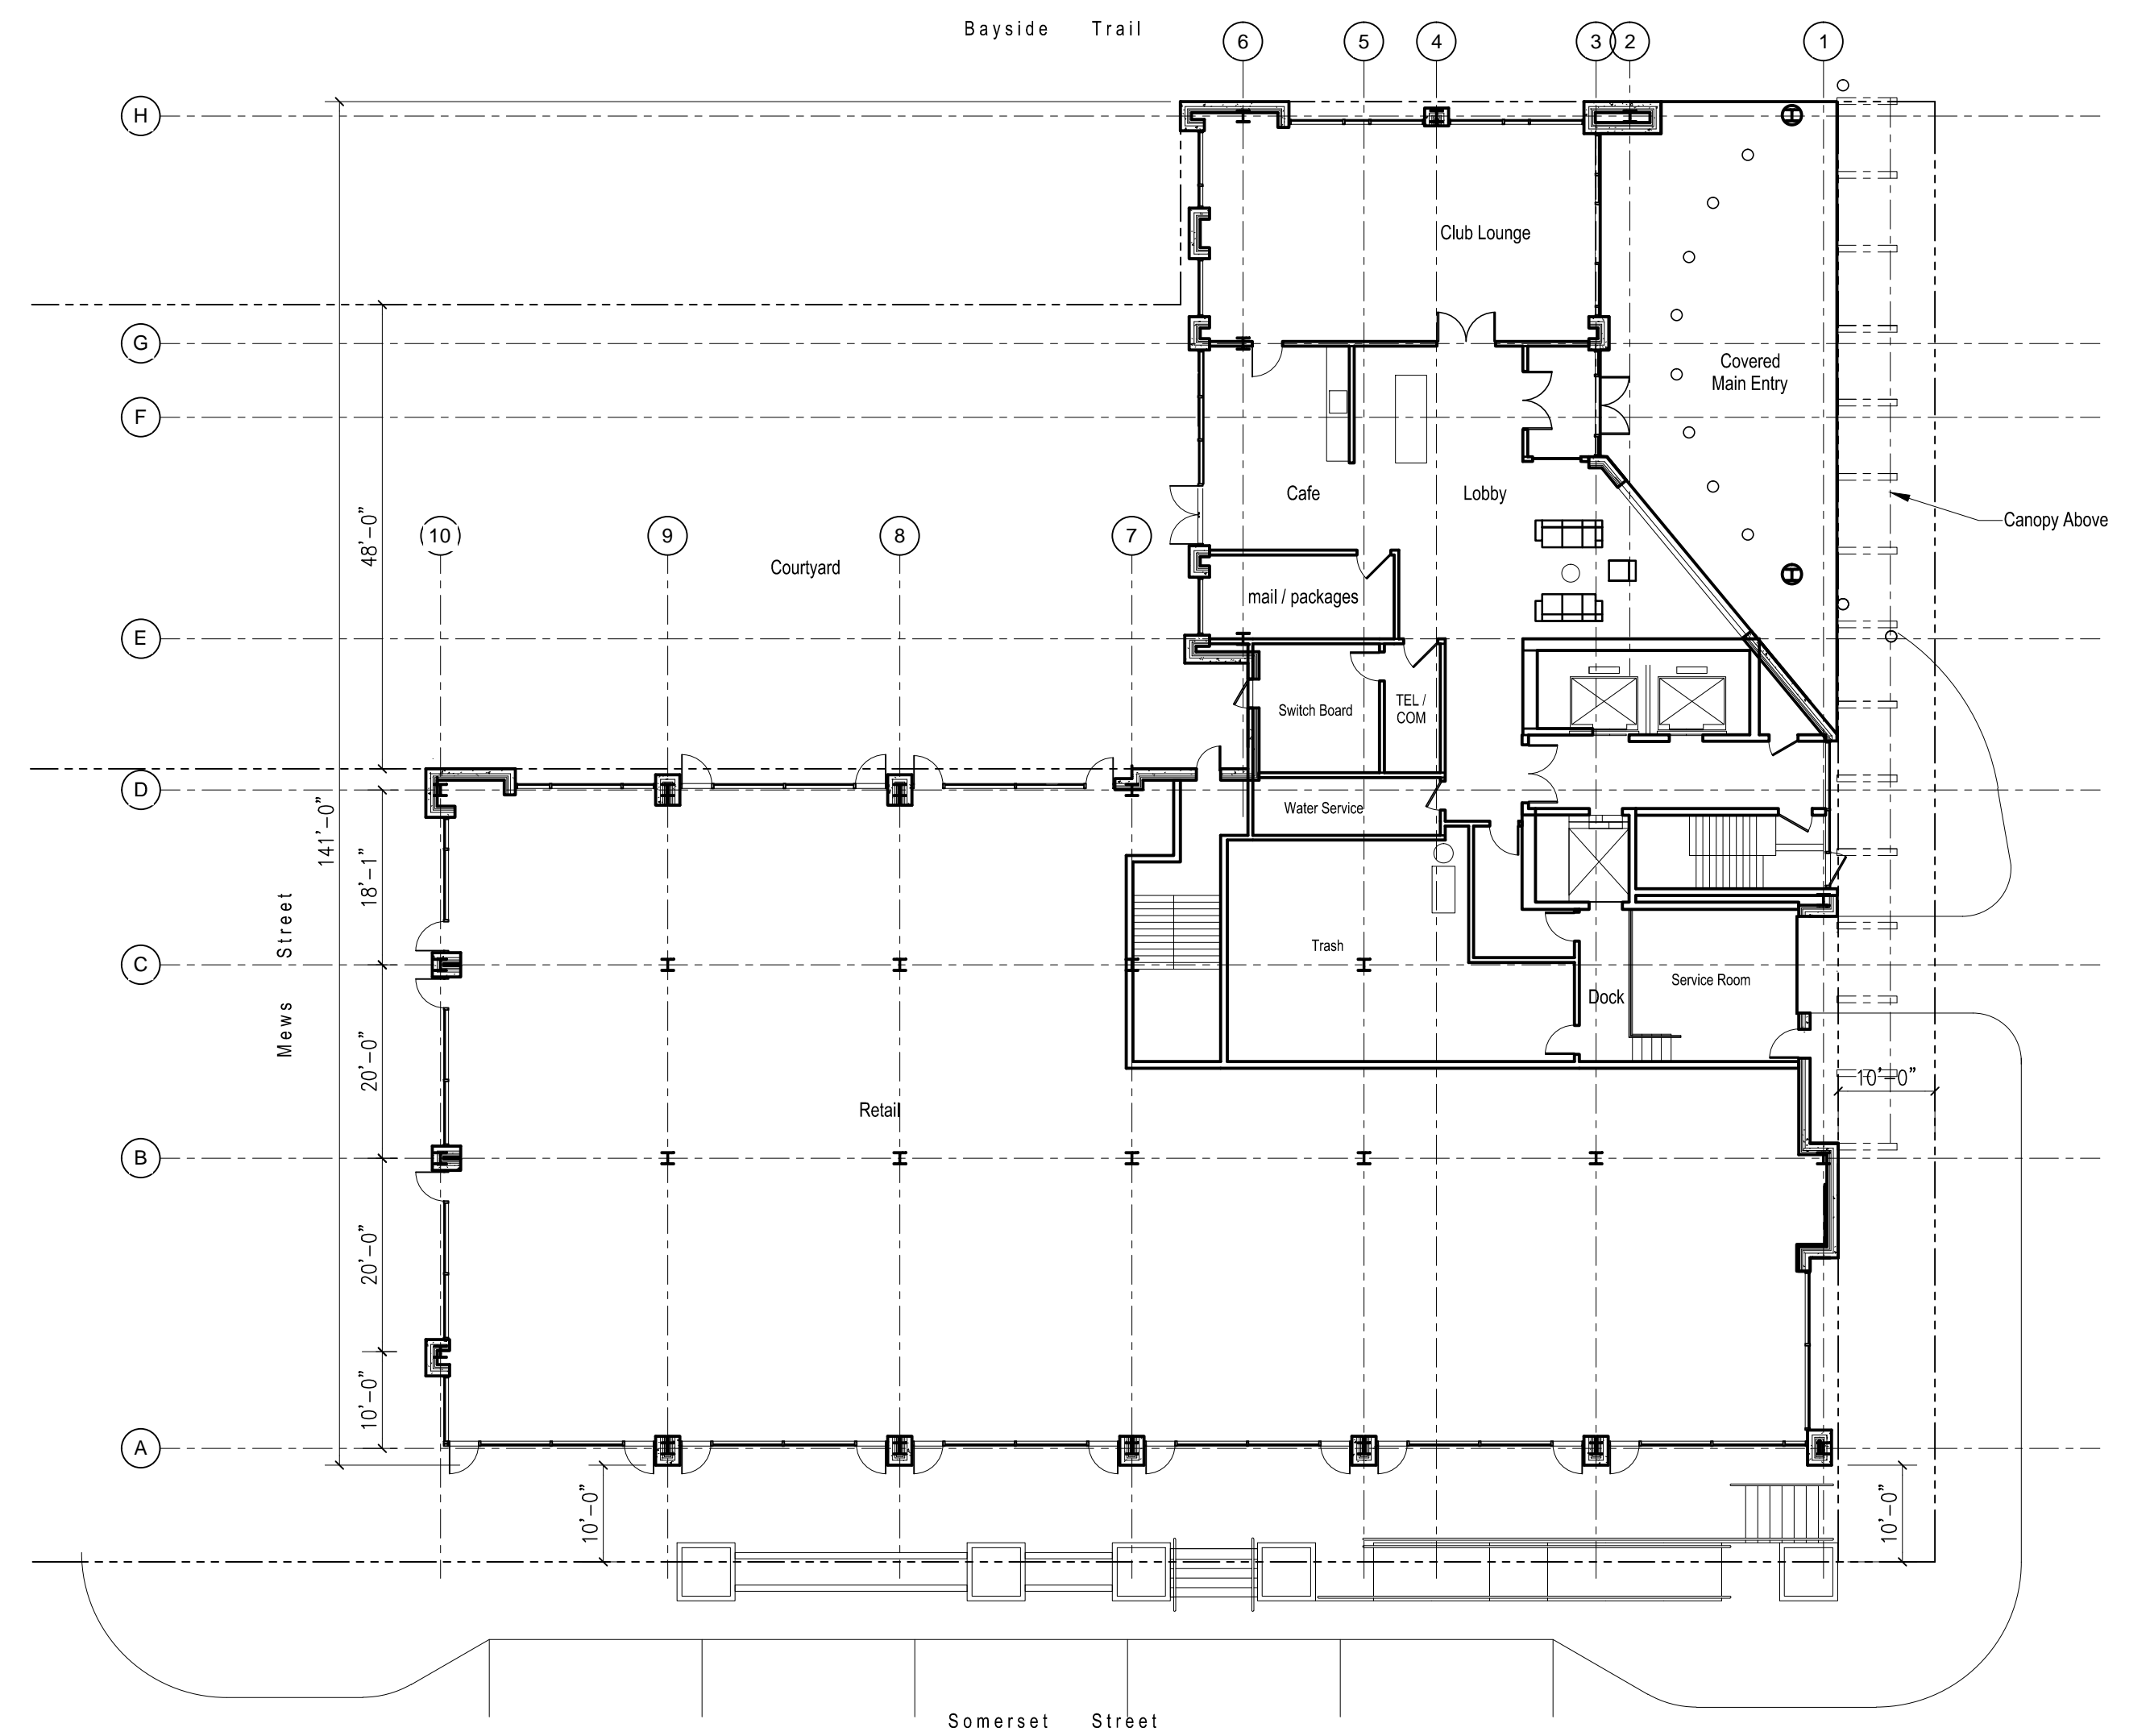 Bayside Trail
6
5
4
3
2
1
H
Club Lounge
G
Covered
Main Entry
F
Cafe
Lobby
Canopy Above
48'-0"
10
9
8
7
Courtyard
mail / packages
E
Switch Board
TEL /
COM
D
Water Service
141'-0"
18'-1"
Mews Street
Trash
C
Service Room
Dock
20'-0"
10'-0"
Retail
B
20'-0"
10'-0"
A
10'-0"
10'-0"
Somerset Street